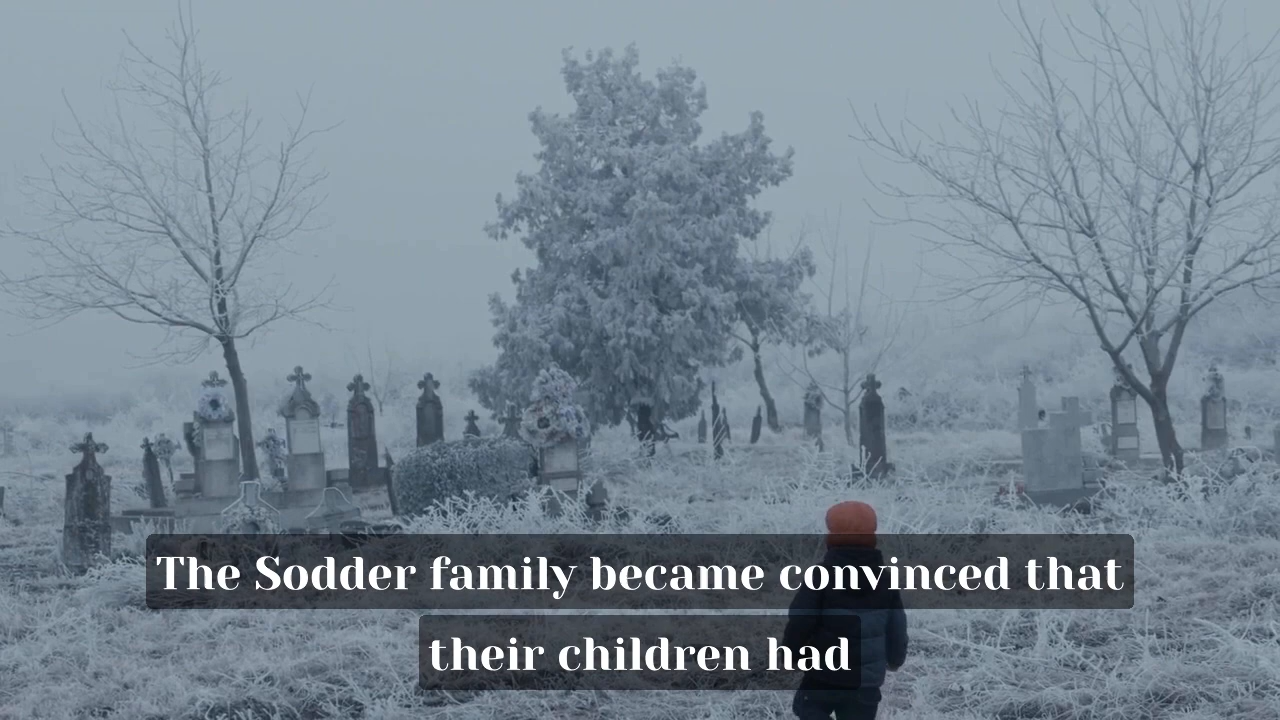 The Sodder family became convinced that
their children had